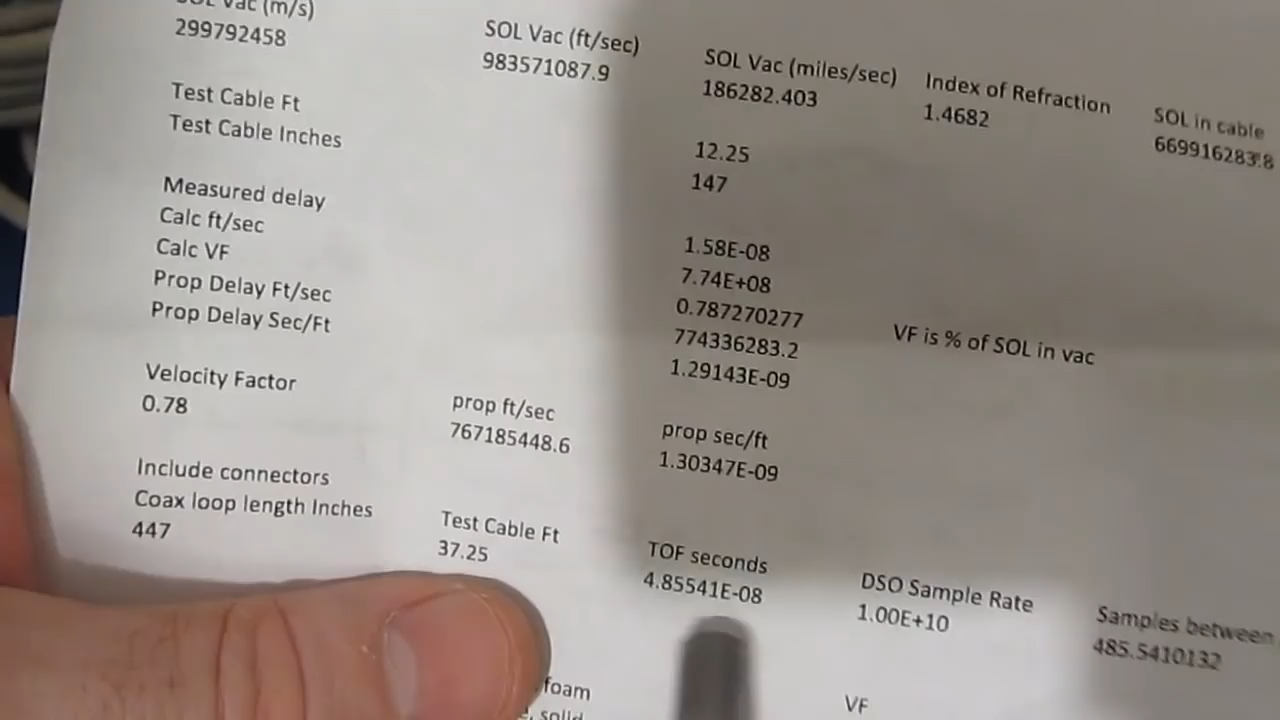 SOL Vac (m/s) SOL Vac (ft/sec) SOL Vac (miles/sec) Index of Refraction SOL in cable
299792458 983571087.9 186282.403 1.4682 669916283.8
Test Cable Ft 12.25
Test Cable Inches 147
Measured delay 1.58E-08
Calc ft/sec 7.74E+08
Calc VF 0.787270277 VF is % of SOL in vac
Prop Delay Ft/sec 774336283.2
Prop Delay Sec/Ft 1.29143E-09
Velocity Factor prop ft/sec prop sec/ft
0.78 767185448.6 1.30347E-09
Include connectors
Coax loop length Inches Test Cable Ft TOF seconds DSO Sample Rate Samples between
447 37.25 4.85541E-08 1.00E+10 485.5410132
foam VF
solid